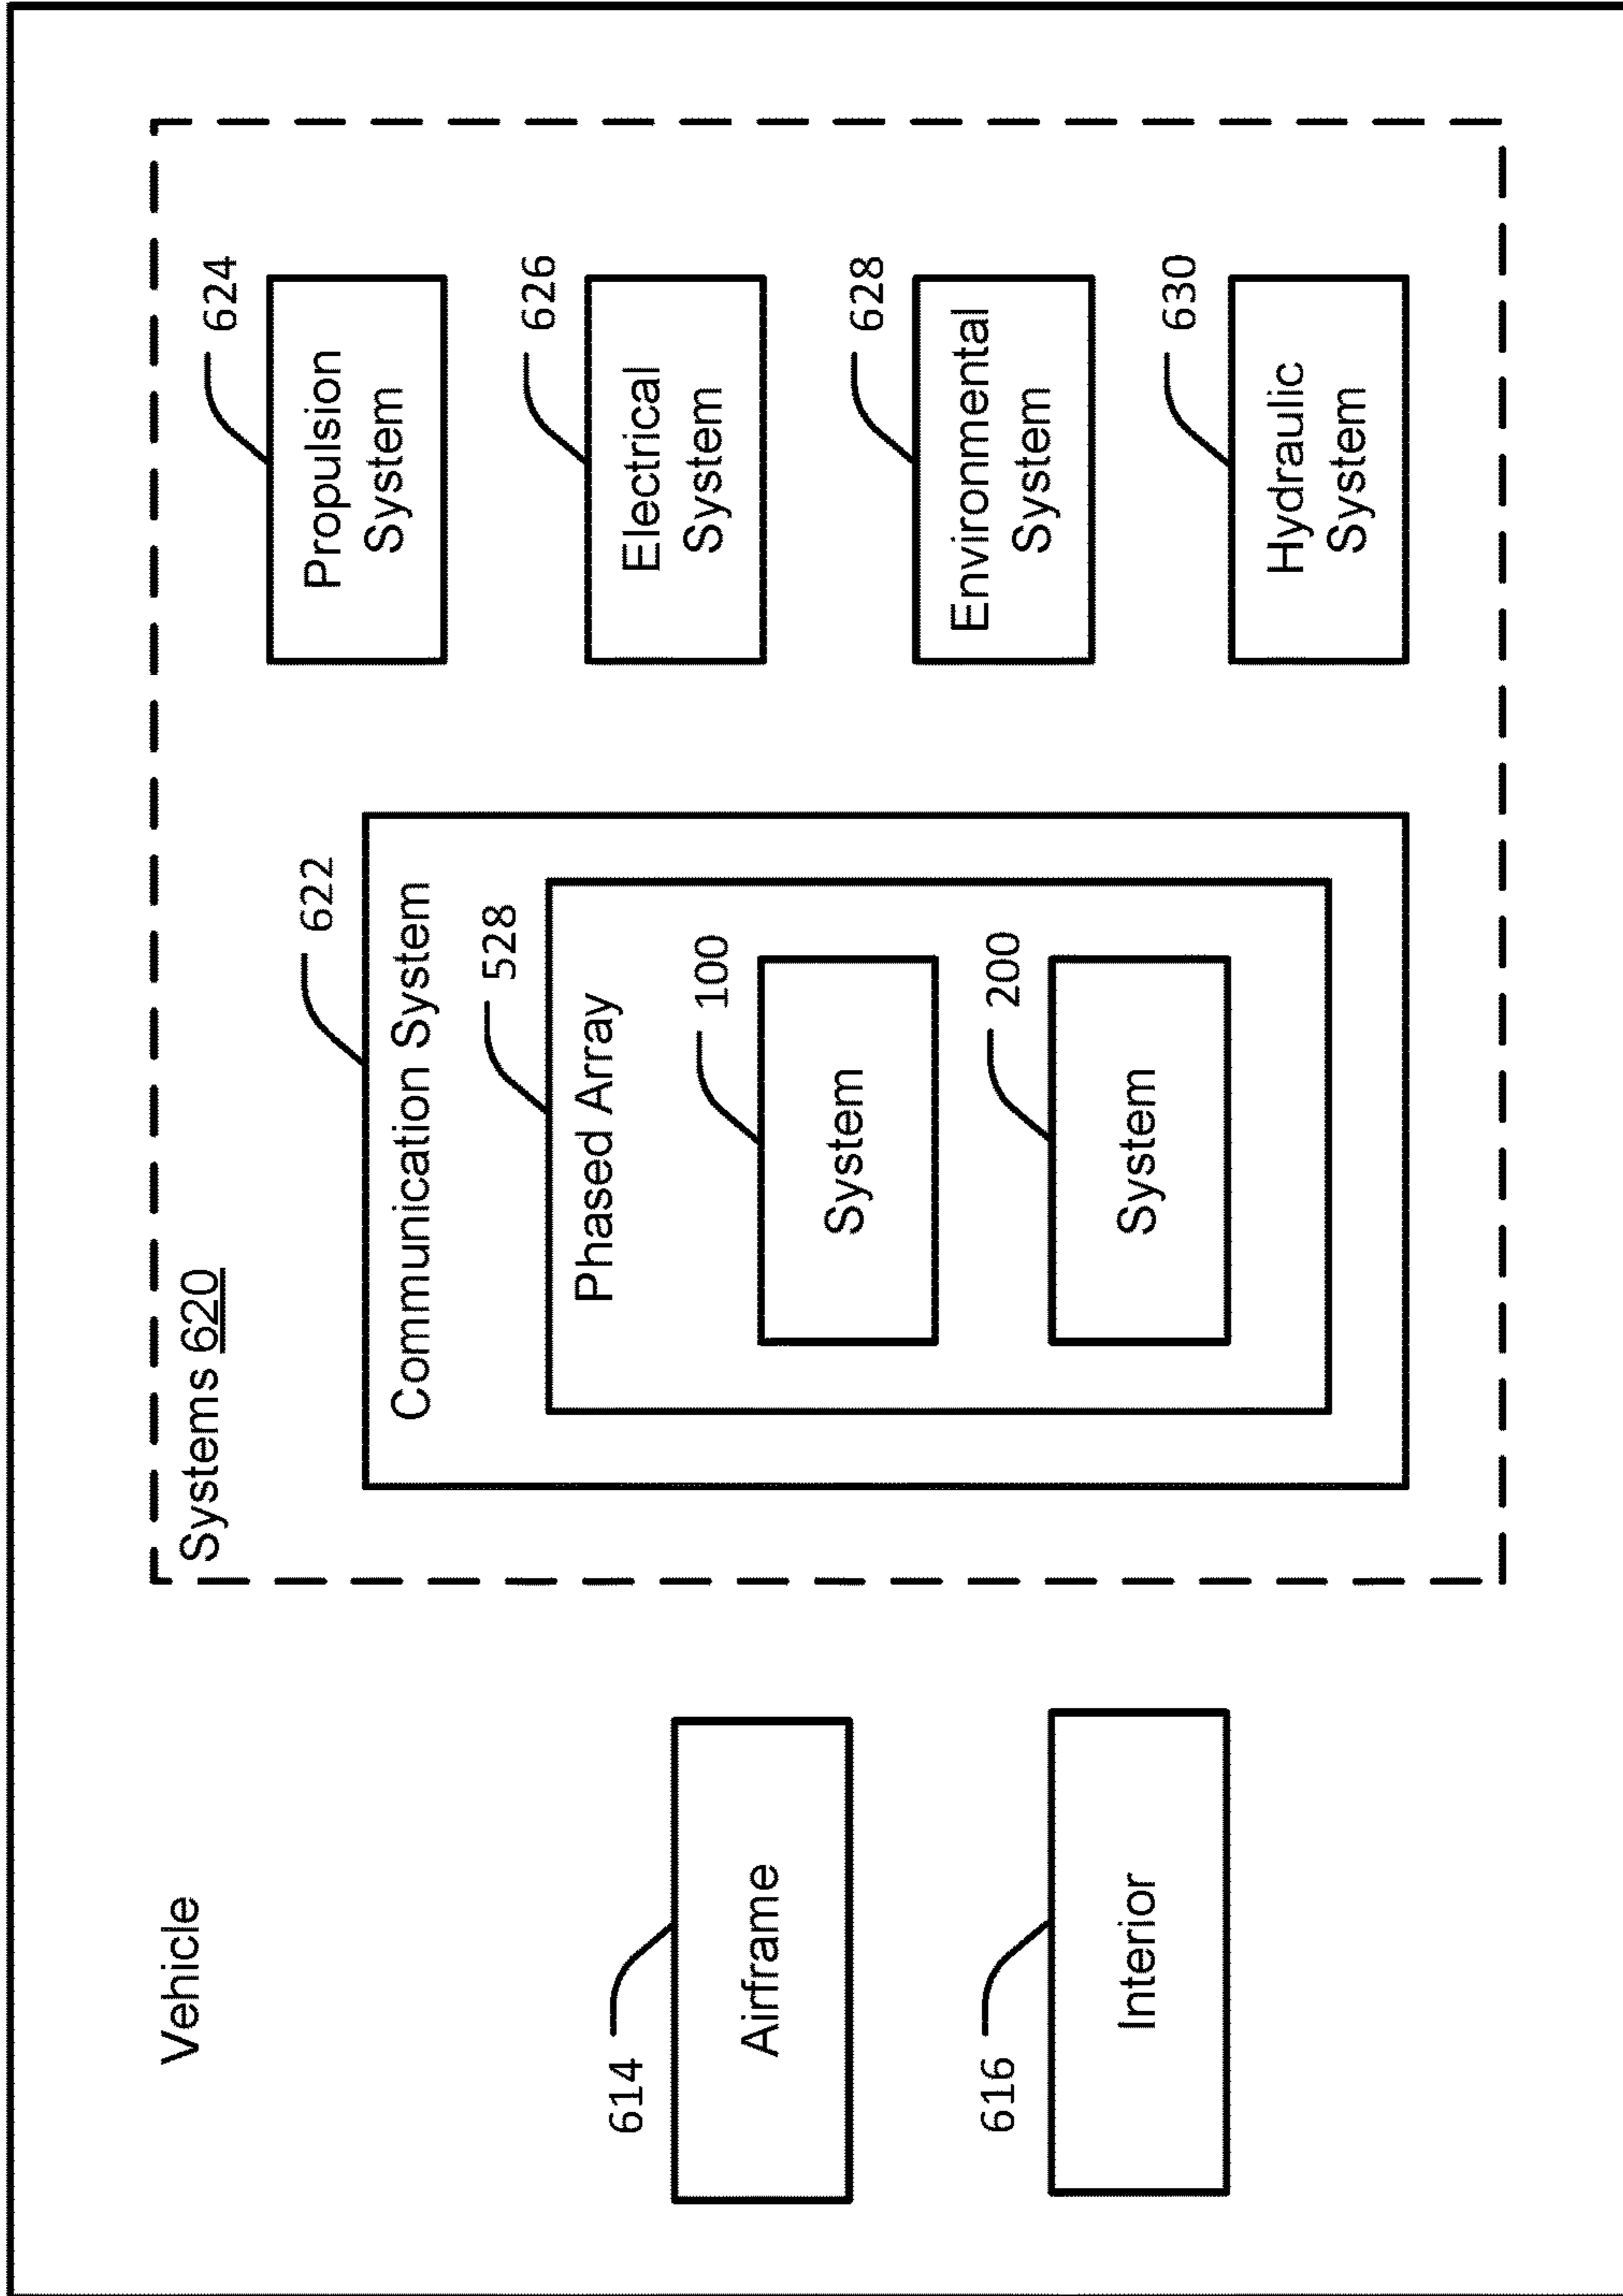 Vehicle
614
Airframe
616
Interior
Systems 620
622
Communication System
528
Phased Array
100
System
200
System
624
Propulsion
System
626
Electrical
System
628
Environmental
System
630
Hydraulic
System